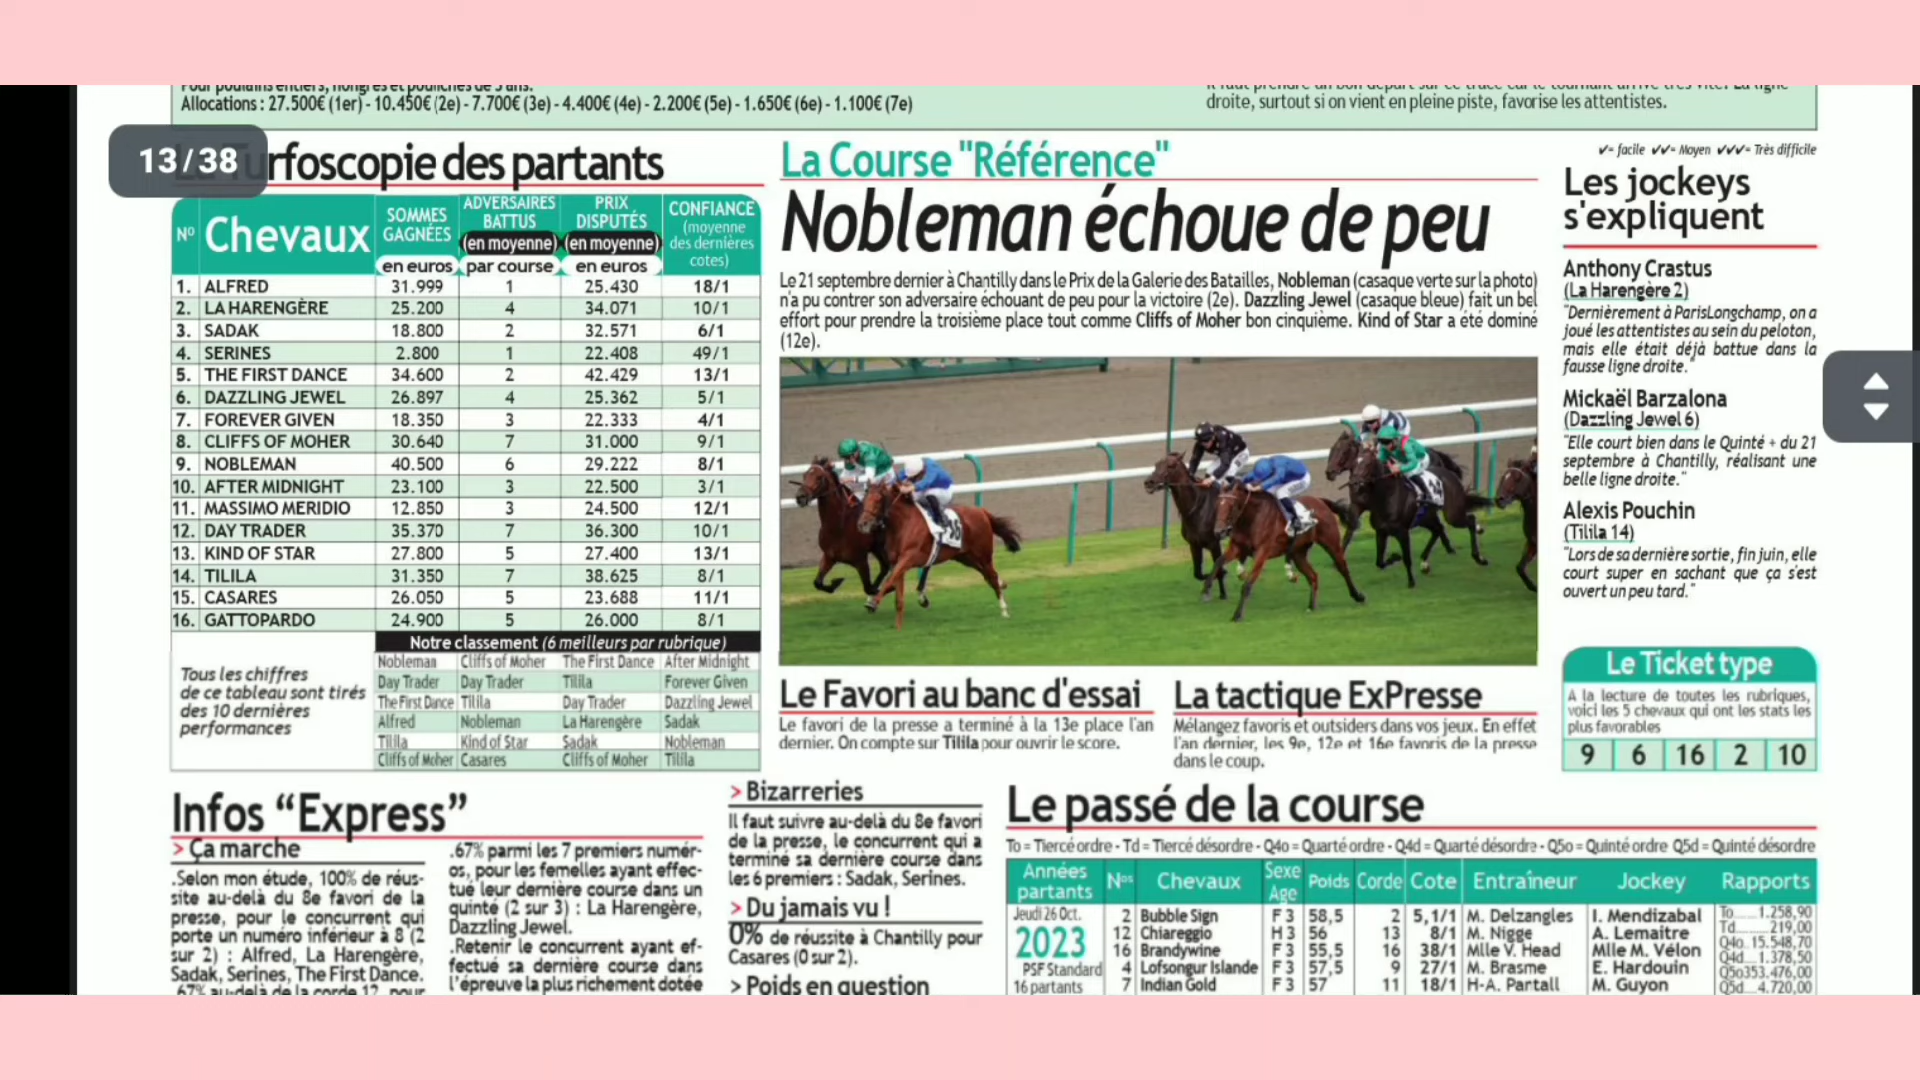 Allocations : 27.500€ (1er) - 10.450€ (2e) - 7.700€ (3e) - 4.400€ (4e) - 2.200€ (5e) - 1.650€ (6e) - 1.100€ (7e)
droite, surtout si on vient en pleine piste, favorise les attentistes.
13/38
Turfoscopie des partants
N° Chevaux SOMMES GAGNÉES en euros ADVERSAIRES BATTUS (en moyenne) par course PRIX DISPUTÉS (en moyenne) en euros CONFIANCE (moyenne des dernières cotes)
1. ALFRED 31.999 1 25.430 18/1
2. LA HARENGÈRE 25.200 4 34.071 10/1
3. SADAK 18.800 2 32.571 6/1
4. SERINES 2.800 1 22.408 49/1
5. THE FIRST DANCE 34.600 2 42.429 13/1
6. DAZZLING JEWEL 26.897 4 25.362 5/1
7. FOREVER GIVEN 18.350 3 22.333 4/1
8. CLIFFS OF MOHER 30.640 7 31.000 9/1
9. NOBLEMAN 40.500 6 29.222 8/1
10. AFTER MIDNIGHT 23.100 3 22.500 3/1
11. MASSIMO MERIDIO 12.850 3 24.500 12/1
12. DAY TRADER 35.370 7 36.300 10/1
13. KIND OF STAR 27.800 5 27.400 13/1
14. TILILA 31.350 7 38.625 8/1
15. CASARES 26.050 5 23.688 11/1
16. GATTOPARDO 24.900 5 26.000 8/1
Notre classement (6 meilleurs par rubrique)
Tous les chiffres
de ce tableau sont tirés
des 10 dernières
performances
Nobleman Cliffs of Moher The First Dance After Midnight
Day Trader Day Trader Tilila Forever Given
The First Dance Tilila Day Trader Dazzling Jewel
Alfred Nobleman La Harengère Sadak
Tilila Kind of Star Sadak Nobleman
Cliffs of Moher Casares Cliffs of Moher Tilila
La Course "Référence"
Nobleman échoue de peu
Le 21 septembre dernier à Chantilly dans le Prix de la Galerie des Batailles, Nobleman (casaque verte sur la photo)
n'a pu contrer son adversaire échouant de peu pour la victoire (2e). Dazzling Jewel (casaque bleue) fait un bel
effort pour prendre la troisième place tout comme Cliffs of Moher bon cinquième. Kind of Star a été dominé
(12e).
Le Favori au banc d'essai
Le favori de la presse a terminé à la 13e place l'an
dernier. On compte sur Tilila pour ouvrir le score.
La tactique ExPresse
Mélangez favoris et outsiders dans vos jeux. En effet
l'an dernier, les 9e, 12e et 16e favoris de la presse
dans le coup.
✔= facile ✔✔= Moyen ✔✔✔= Très difficile
Les jockeys
s'expliquent
Anthony Crastus
(La Harengère 2)
"Dernièrement à ParisLongchamp, on a
joué les attentistes au sein du peloton,
mais elle était déjà battue dans la
fausse ligne droite."
Mickaël Barzalona
(Dazzling Jewel 6)
"Elle court bien dans le Quinté + du 21
septembre à Chantilly, réalisant une
belle ligne droite."
Alexis Pouchin
(Tilila 14)
"Lors de sa dernière sortie, fin juin, elle
court super en sachant que ça s'est
ouvert un peu tard."
Le Ticket type
A la lecture de toutes les rubriques,
voici les 5 chevaux qui ont les stats les
plus favorables
9 6 16 2 10
Infos “Express”
> Ça marche
.Selon mon étude, 100% de réus-
site au-delà du 8e favori de la
presse, pour le concurrent qui
porte un numéro inférieur à 8 (2
sur 2) : Alfred, La Harengère,
Sadak, Serines, The First Dance.
.67% au-delà de la corde 12, pour
.67% parmi les 7 premiers numér-
os, pour les femelles ayant effec-
tué leur dernière course dans un
quinté (2 sur 3) : La Harengère,
Dazzling Jewel.
.Retenir le concurrent ayant ef-
fectué sa dernière course dans
l'épreuve la plus richement dotée
> Bizarreries
Il faut suivre au-delà du 8e favori
de la presse, le concurrent qui a
terminé sa dernière course dans
les 6 premiers : Sadak, Serines.
> Du jamais vu !
0% de réussite à Chantilly pour
Casares (0 sur 2).
> Poids en question
Le passé de la course
To = Tiercé ordre - Td = Tiercé désordre - Q4o = Quarté ordre - Q4d = Quarté désordre - Q5o = Quinté ordre Q5d = Quinté désordre
Années partants Nos Chevaux Sexe Age Poids Corde Cote Entraîneur Jockey Rapports
Jeudi 26 Oct.
2023
PSF Standard
16 partants
2 Bubble Sign F 3 58,5 2 5,1/1 M. Delzangles I. Mendizabal
12 Chiareggio H 3 56 13 8/1 M. Nigge A. Lemaitre
16 Brandywine F 3 55,5 16 38/1 Mlle V. Head Mlle M. Vélon
4 Lofsongur Islande F 3 57,5 9 27/1 M. Brasme E. Hardouin
7 Indian Gold F 3 57 11 18/1 H-A. Partall M. Guyon
To.....1.258,90
Td.....219,00
Q4o..15.548,70
Q4d...1.378,50
Q5o353.476,00
Q5d....4.720,00